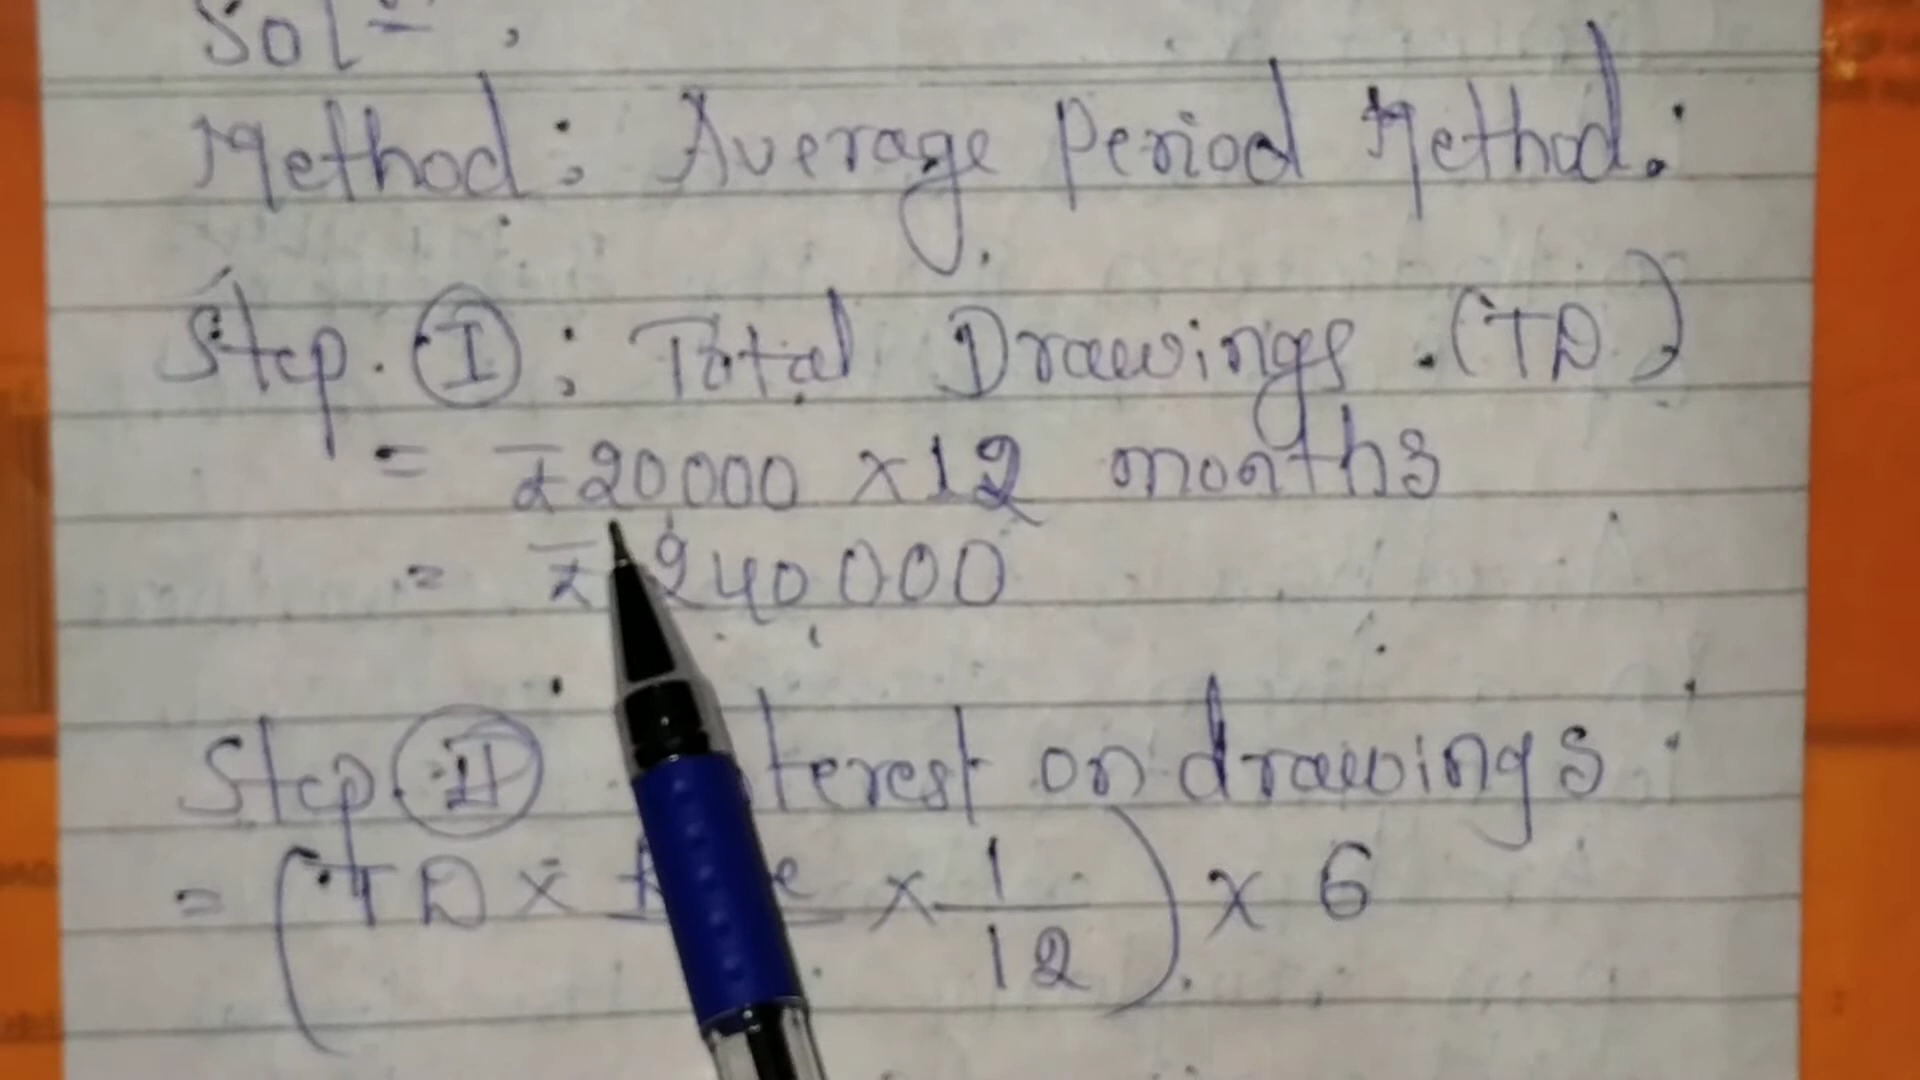 Sol :
Method : Average Period Method .
Step . I : Total Drawings . (TD)
= ₹20000 × 12 months
= ₹ 240000
Step II terest on drawings
= ( TD × e × 1/12 ) × 6